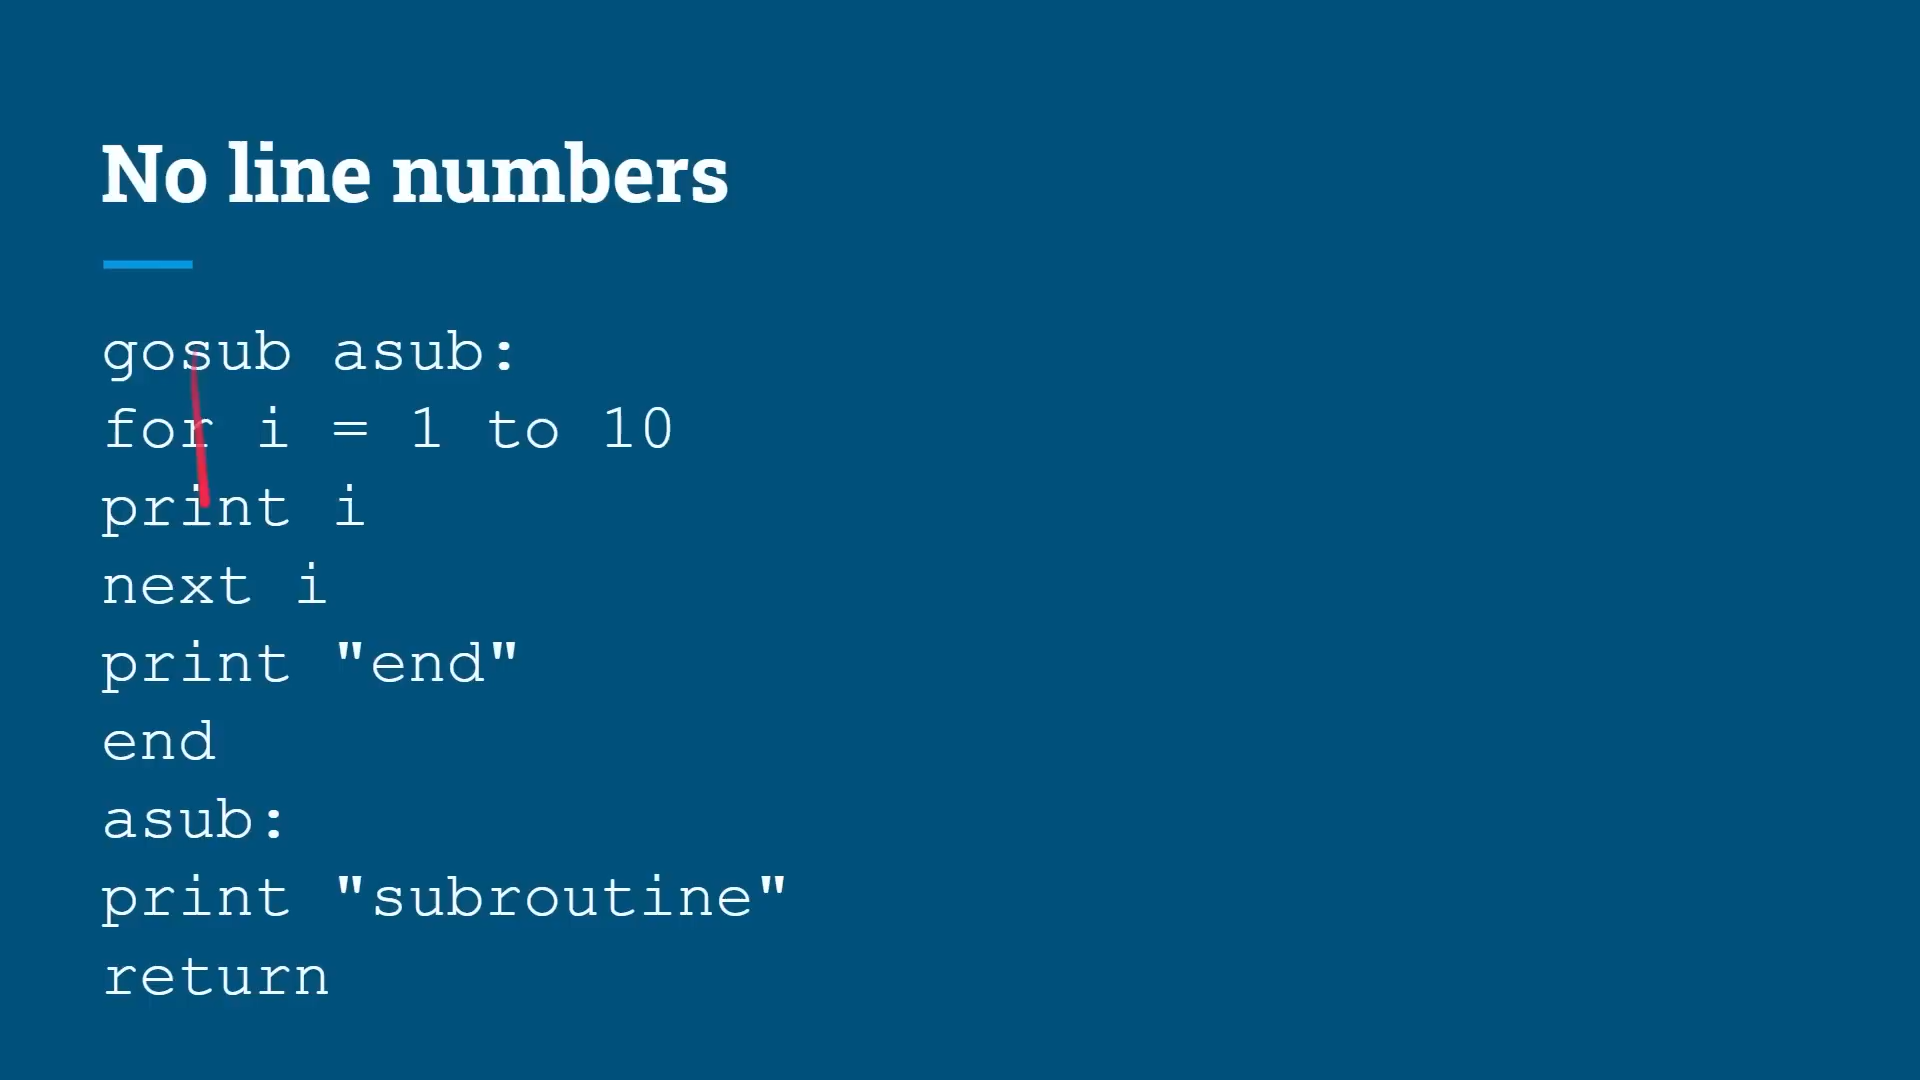 No line numbers
gosub asub:
for i = 1 to 10
print i
next i
print "end"
end
asub:
print "subroutine"
return